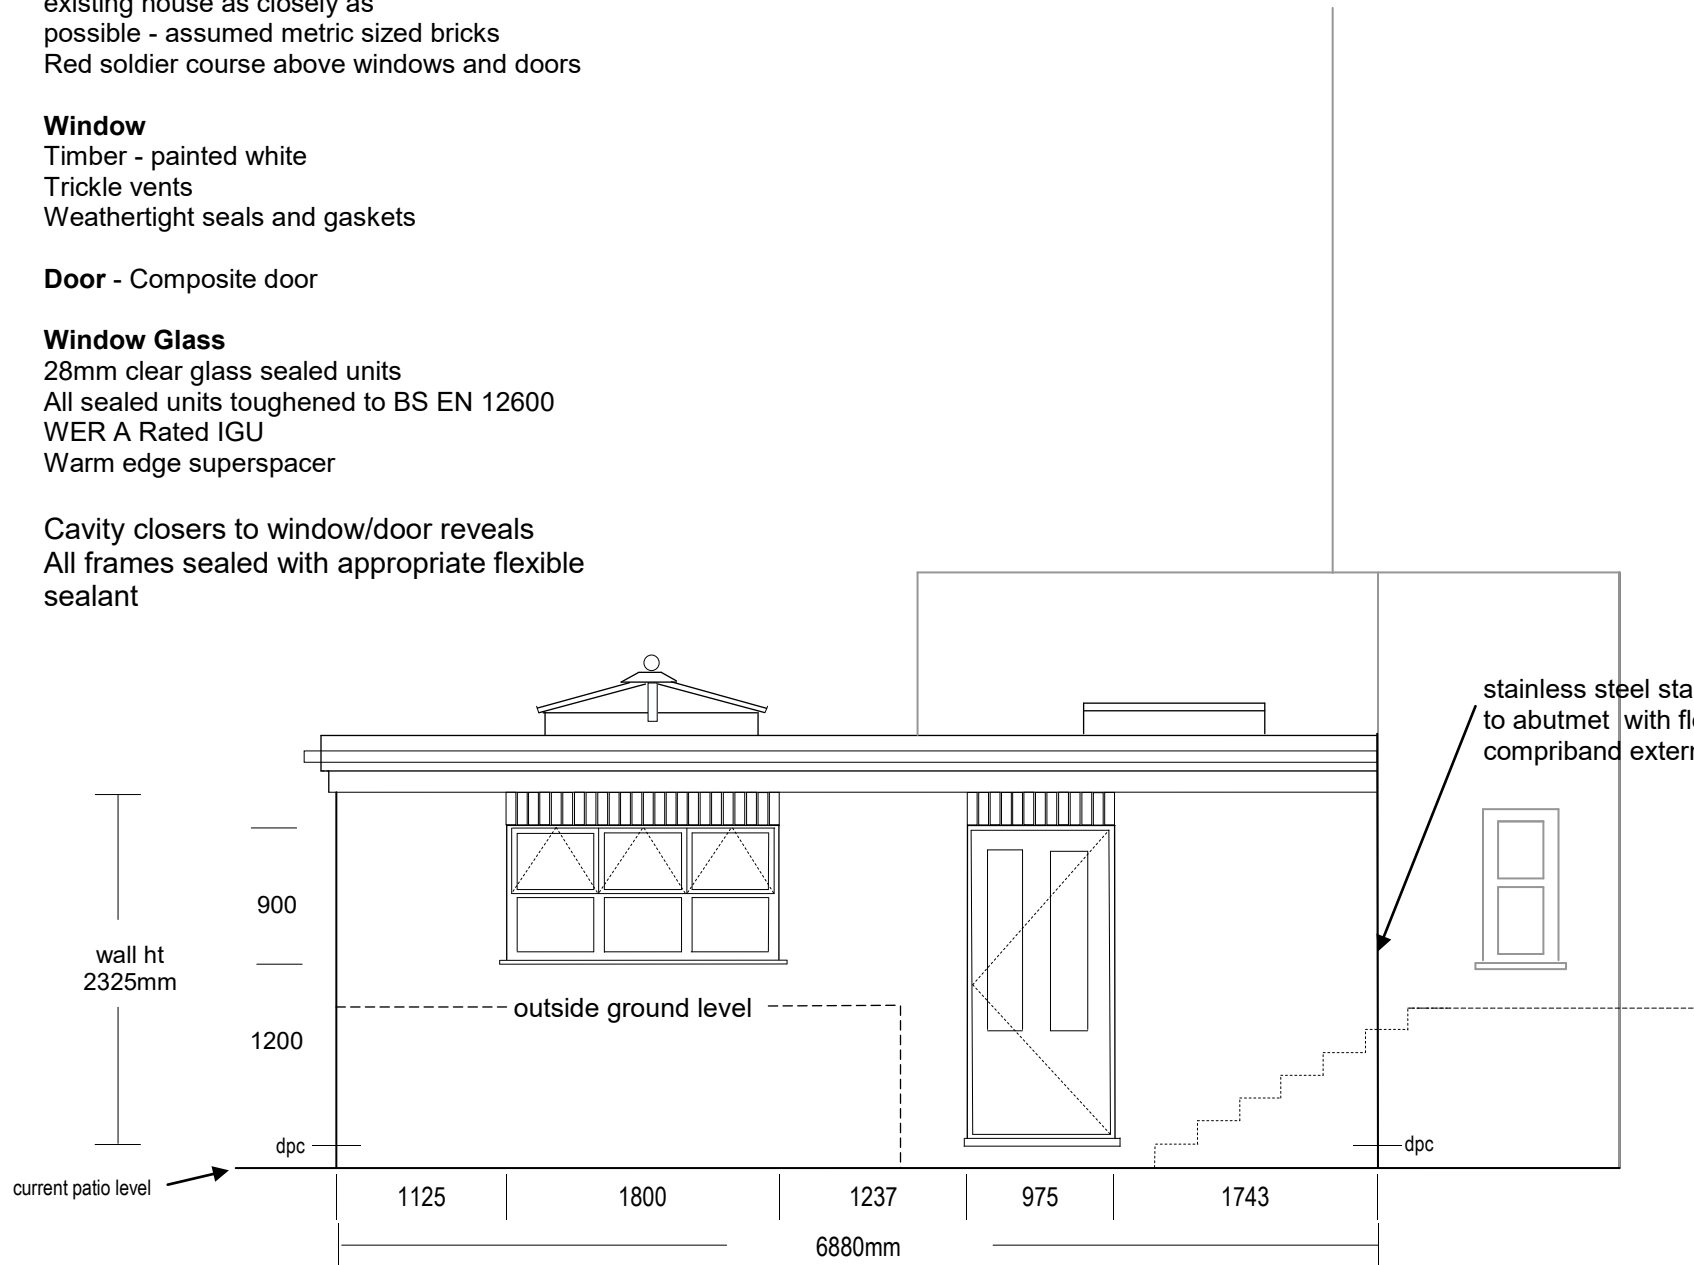 existing house as closely as
possible - assumed metric sized bricks
Red soldier course above windows and doors
Window
Timber - painted white
Trickle vents
Weathertight seals and gaskets
Door - Composite door
Window Glass
28mm clear glass sealed units
All sealed units toughened to BS EN 12600
WER A Rated IGU
Warm edge superspacer
Cavity closers to window/door reveals
All frames sealed with appropriate flexible
sealant
stainless steel
to abutmet with
compriband
900
wall ht
2325mm
outside ground level
1200
dpc
dpc
current patio level
1125
1800
1237
975
1743
6880mm